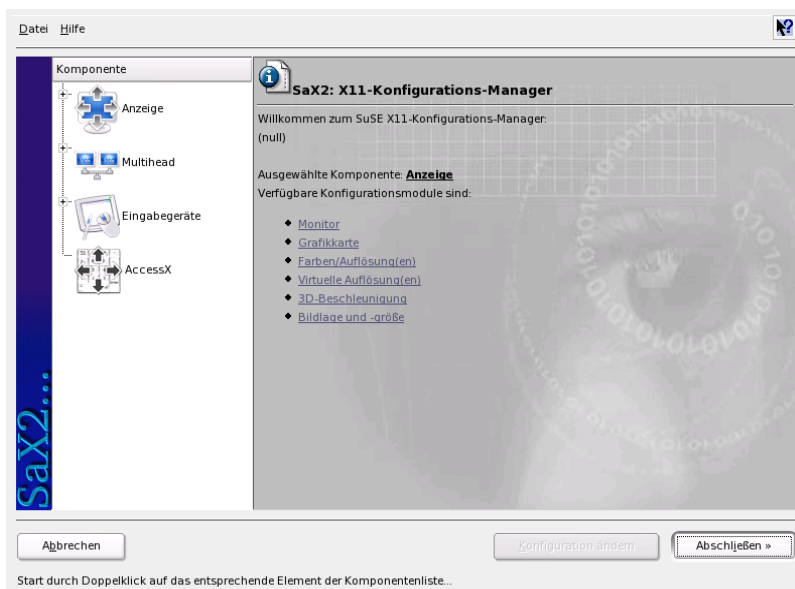 Datei Hilfe
Komponente
Anzeige
Multihead
Eingabegeräte
AccessX
SaX2...
SaX2: X11-Konfigurations-Manager
Willkommen zum SuSE X11-Konfigurations-Manager:
(null)
Ausgewählte Komponente: Anzeige
Verfügbare Konfigurationsmodule sind:
Monitor
Grafikkarte
Farben/Auflösung(en)
Virtuelle Auflösung(en)
3D-Beschleunigung
Bildlage und -größe
Abbrechen
Konfiguration ändern
Abschließen »
Start durch Doppelklick auf das entsprechende Element der Komponentenliste...